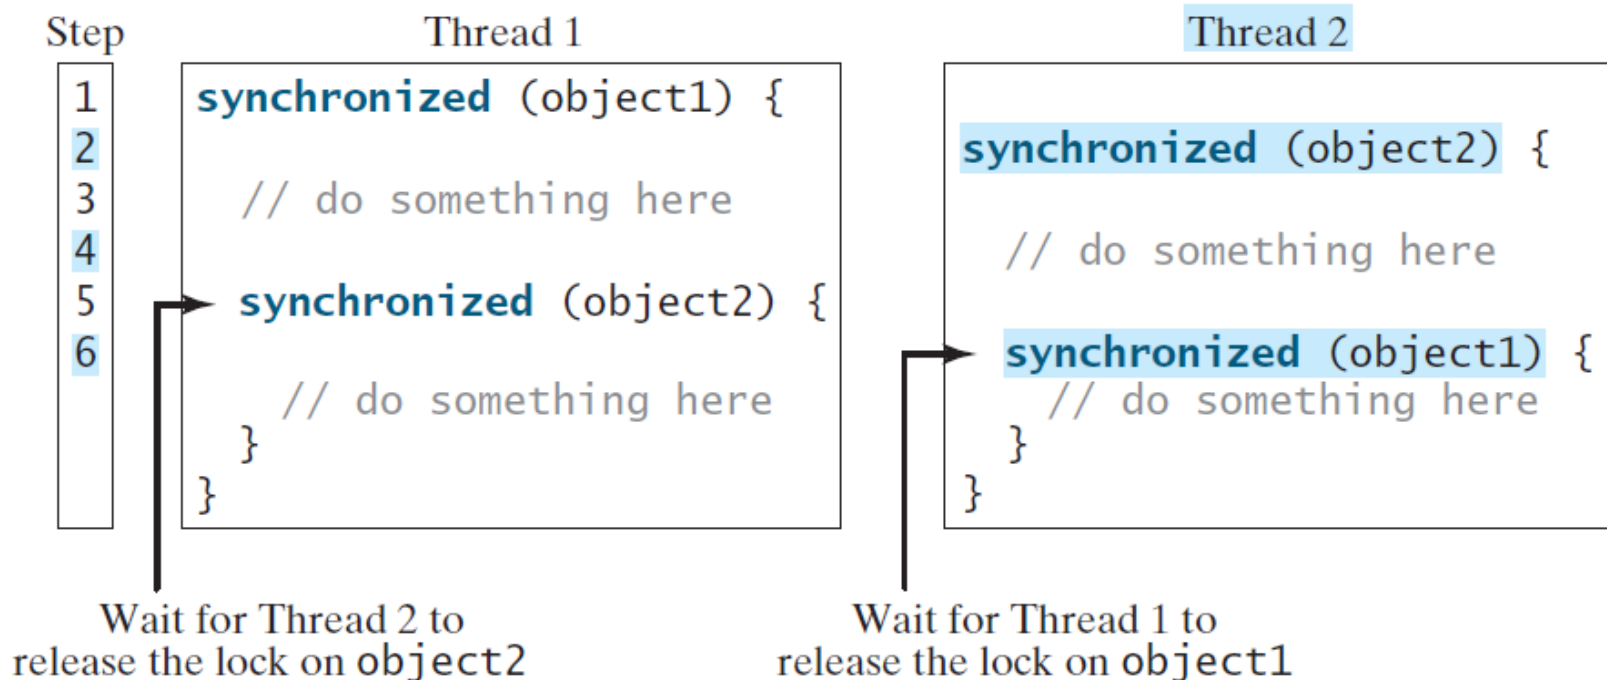 Step Thread 1 Thread 2
1 synchronized (object1) {
2 synchronized (object2) {
3 // do something here
4 // do something here
5 synchronized (object2) {
6 synchronized (object1) {
// do something here // do something here
} }
} }
Wait for Thread 2 to Wait for Thread 1 to
release the lock on object2 release the lock on object1